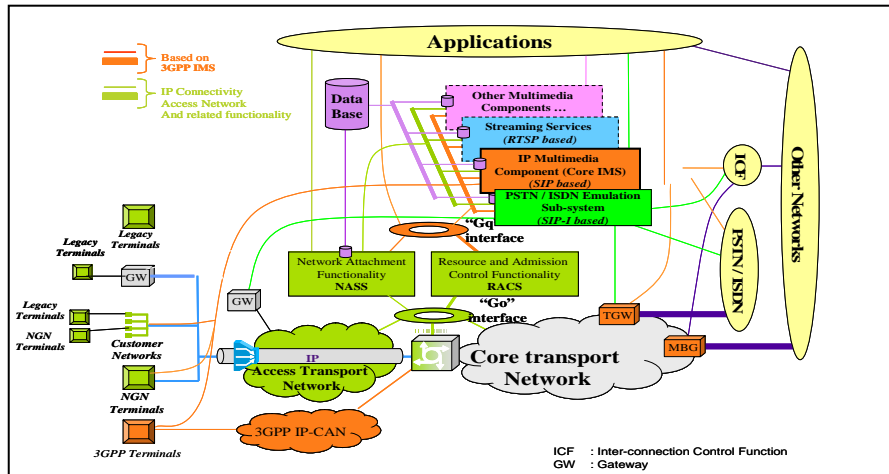 Applications
Based on
3GPP IMS
IP Connectivity
Access Network
And related functionality
Data
Base
Other Multimedia
Components ...
Streaming Services
(RTSP based)
IP Multimedia
Component (Core IMS)
(SIP based)
PSTN / ISDN Emulation
Sub-system
(SIP-I based)
ICF
Other Networks
PSTN / ISDN
"Gq"
interface
Legacy
Terminals
Legacy
Terminals
GW
Network Attachment
Functionality
NASS
Resource and Admission
Control Functionality
RACS
GW
"Go"
interface
TGW
Legacy
Terminals
NGN
Terminals
Customer
Networks
IP
Access Transport
Network
Core transport
Network
MBG
NGN
Terminals
3GPP IP-CAN
3GPP Terminals
ICF : Inter-connection Control Function
GW : Gateway